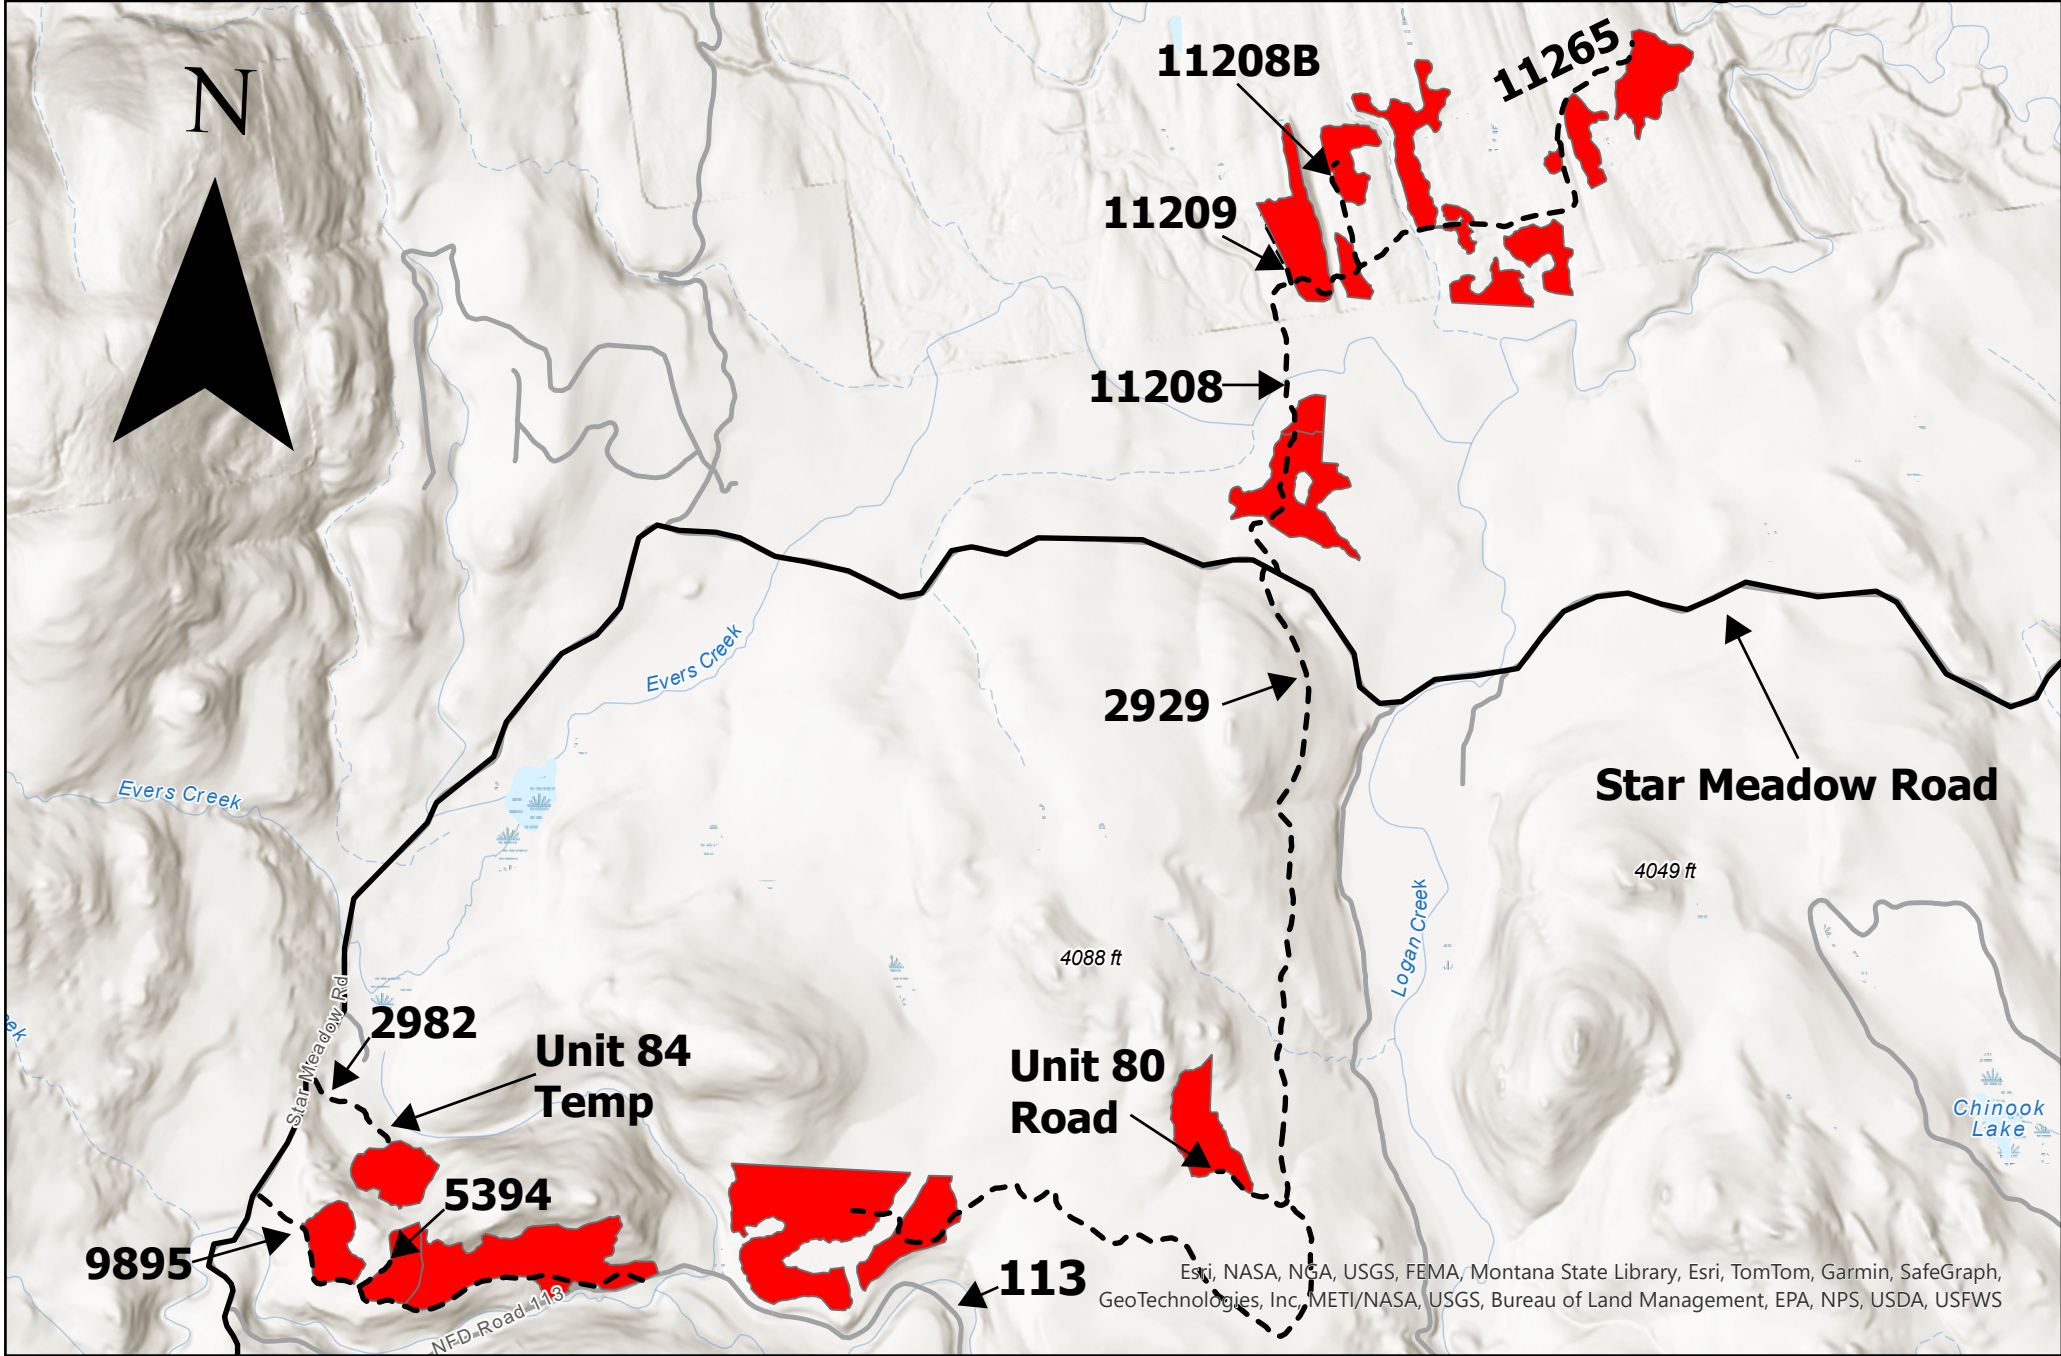 N
11208B
11265
11209
11208
Evers Creek
2929
Evers Creek
Star Meadow Road
4049 ft
Logan Creek
4088 ft
eek
Star Meadow Rd
2982
Unit 84
Temp
Unit 80
Road
Chinook
Lake
5394
9895
113
NFD Road 113
Esri, NASA, NGA, USGS, FEMA, Montana State Library, Esri, TomTom, Garmin, SafeGraph,
GeoTechnologies, Inc, METI/NASA, USGS, Bureau of Land Management, EPA, NPS, USDA, USFWS